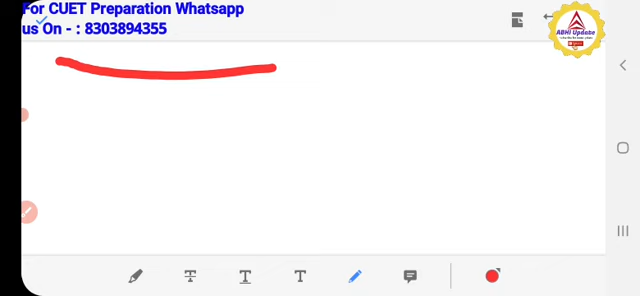 For CUET Preparation Whatsapp
us On - : 8303894355
ABHI Update